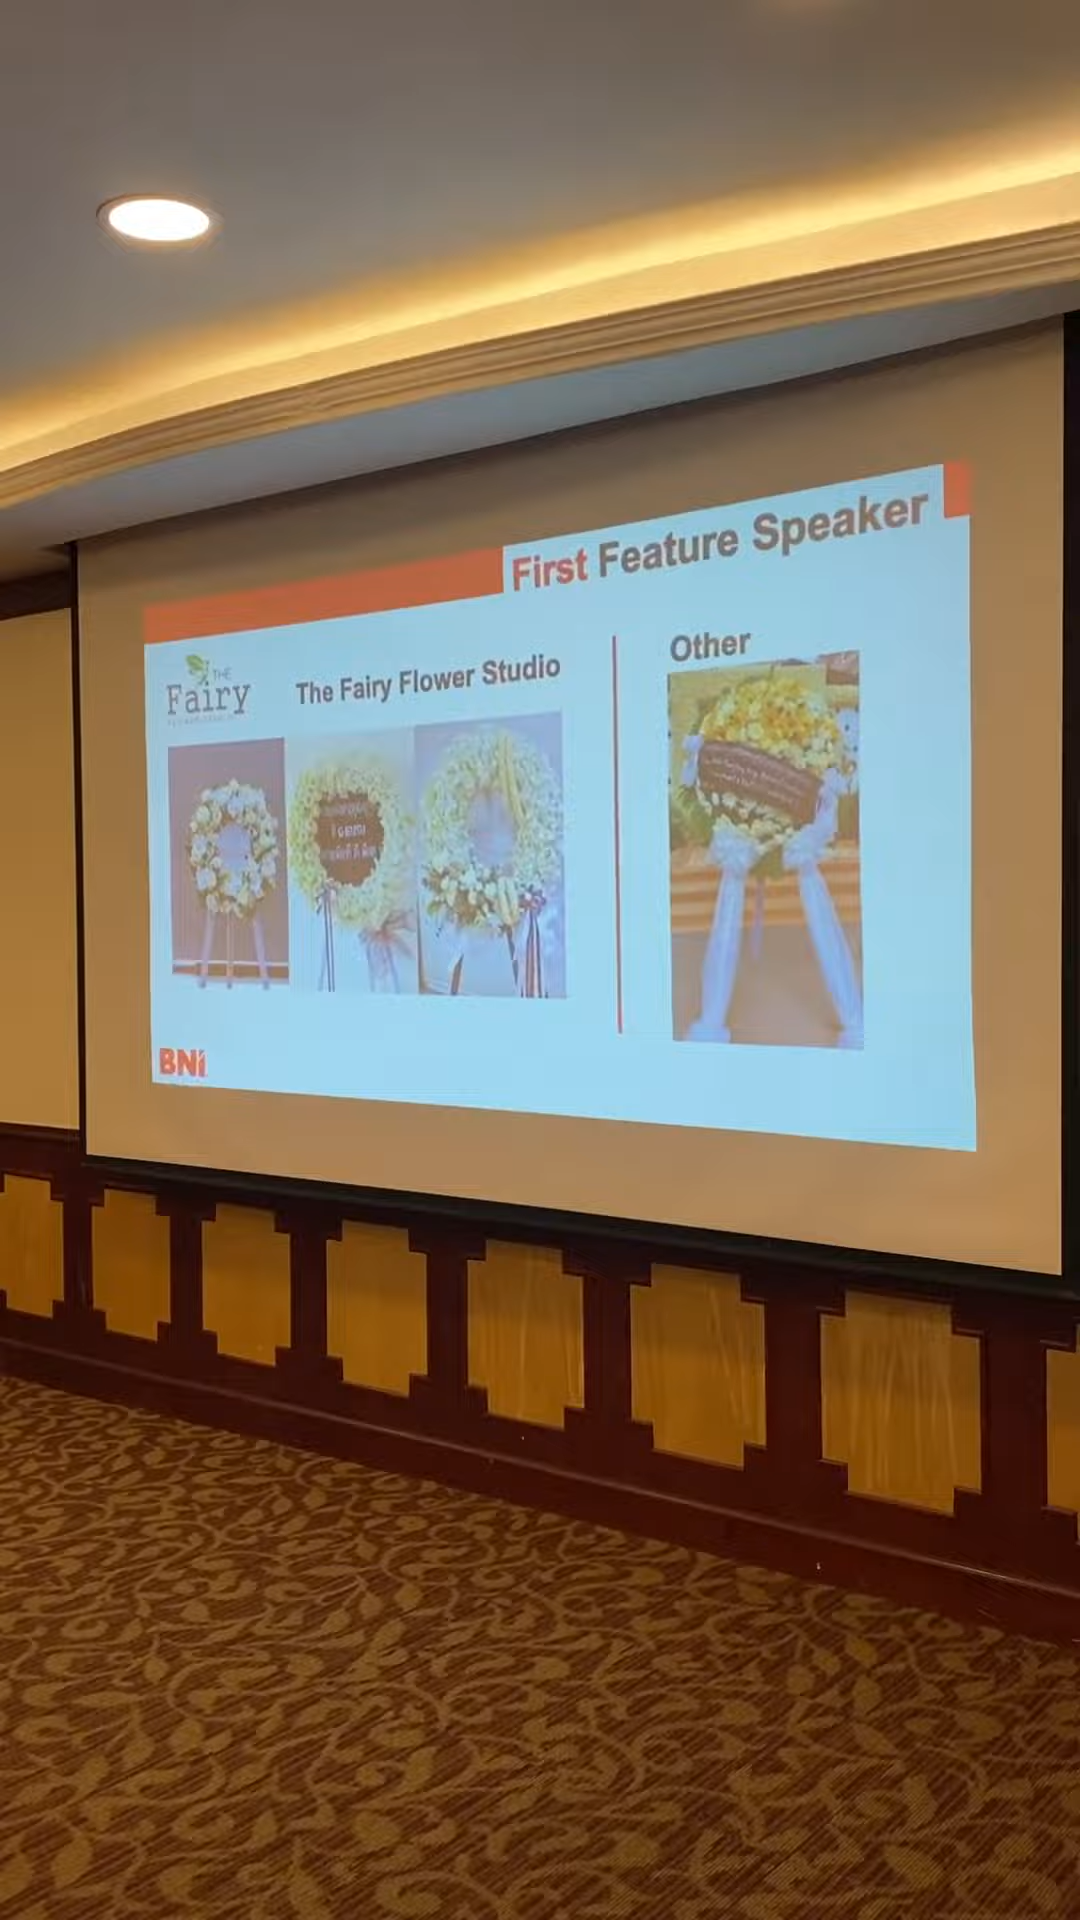 First Feature Speaker
THE
Fairy
The Fairy Flower Studio
Other
BNI